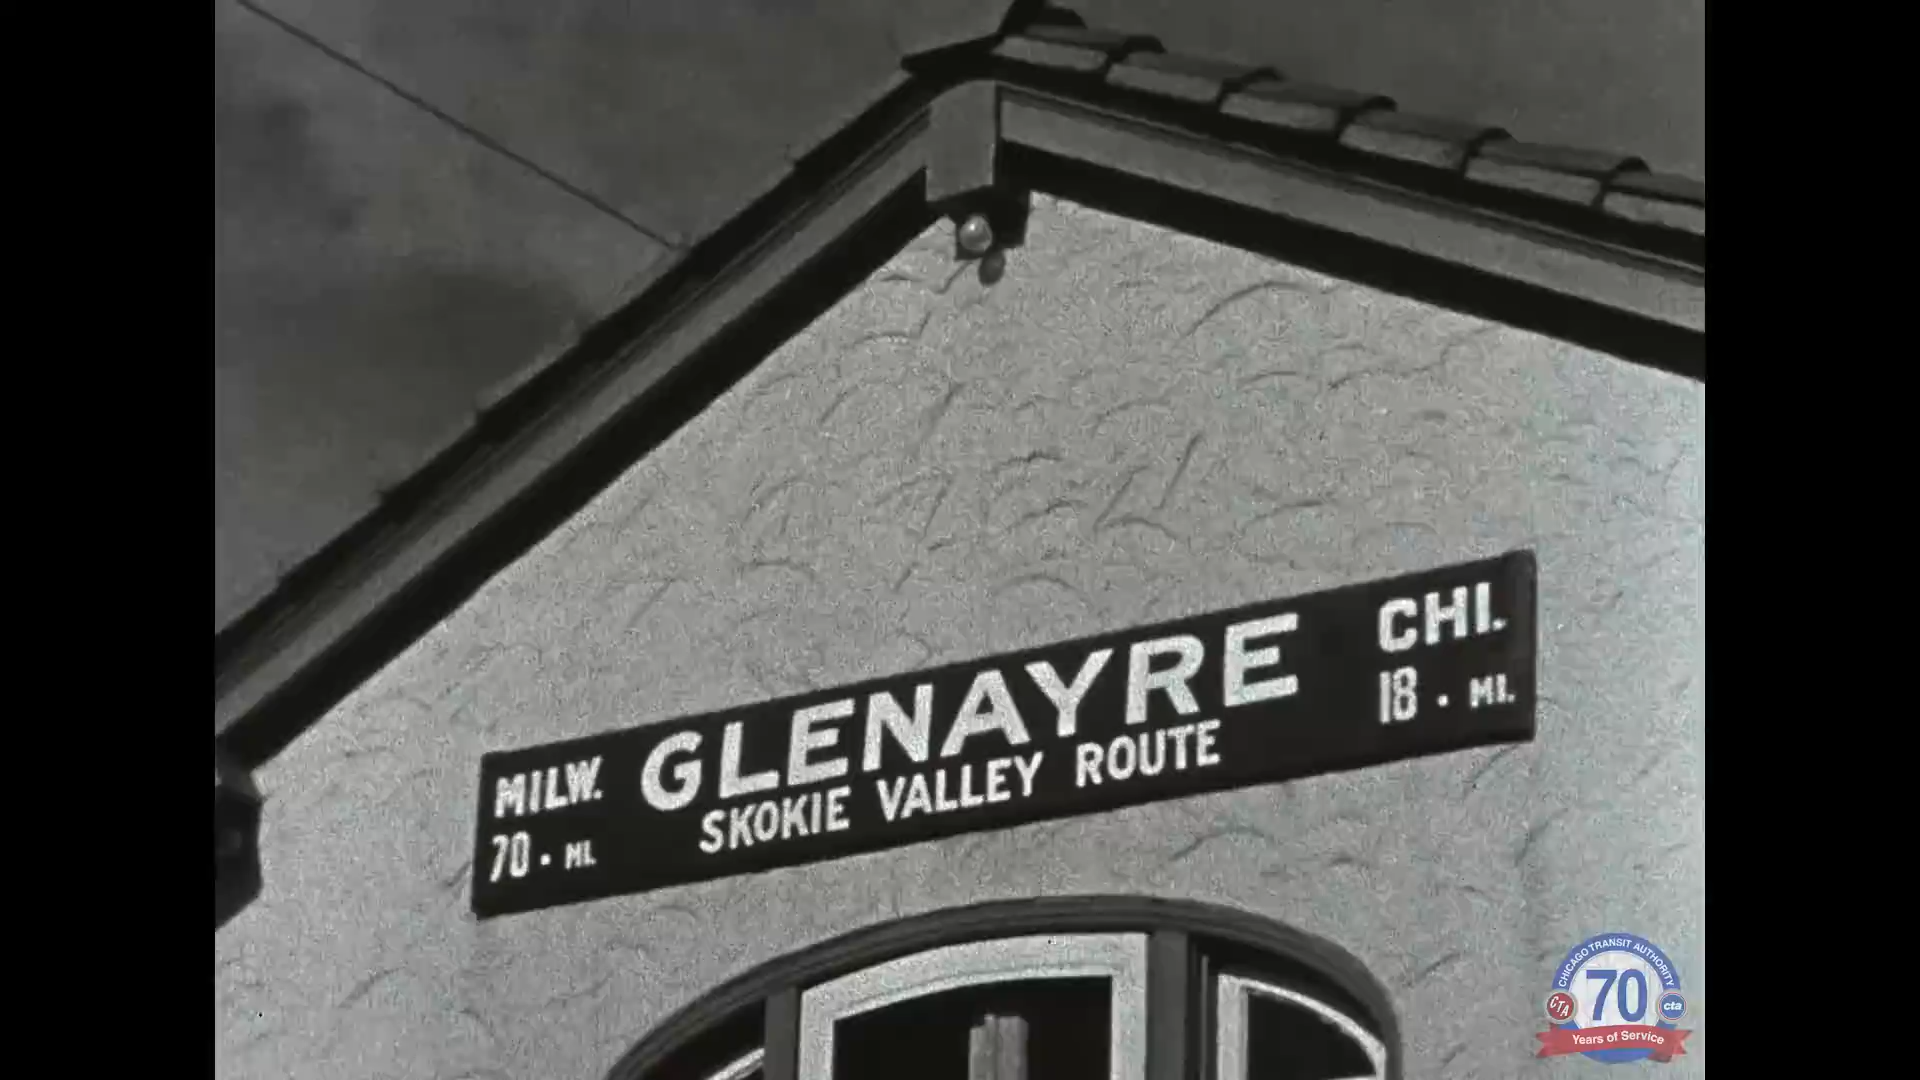 MILW. GLENAYRE CHI.
70 · MI. SKOKIE VALLEY ROUTE 18 · MI.
CHICAGO TRANSIT AUTHORITY
CTA 70 cta
Years of Service